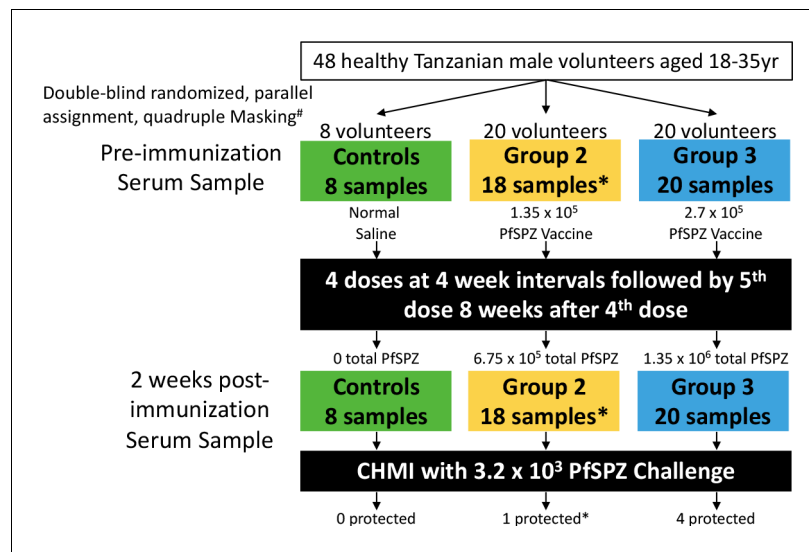 48 healthy Tanzanian male volunteers aged 18-35yr
Double-blind randomized, parallel
assignment, quadruple Masking#
8 volunteers
20 volunteers
20 volunteers
Pre-immunization
Serum Sample
Controls
8 samples
Group 2
18 samples*
Group 3
20 samples
Normal
Saline
1.35 x 10⁵
PfSPZ Vaccine
2.7 x 10⁵
PfSPZ Vaccine
4 doses at 4 week intervals followed by 5ᵗʰ
dose 8 weeks after 4ᵗʰ dose
0 total PfSPZ
6.75 x 10⁵ total PfSPZ
1.35 x 10⁶ total PfSPZ
2 weeks post-
immunization
Serum Sample
Controls
8 samples
Group 2
18 samples*
Group 3
20 samples
CHMI with 3.2 x 10³ PfSPZ Challenge
0 protected
1 protected*
4 protected